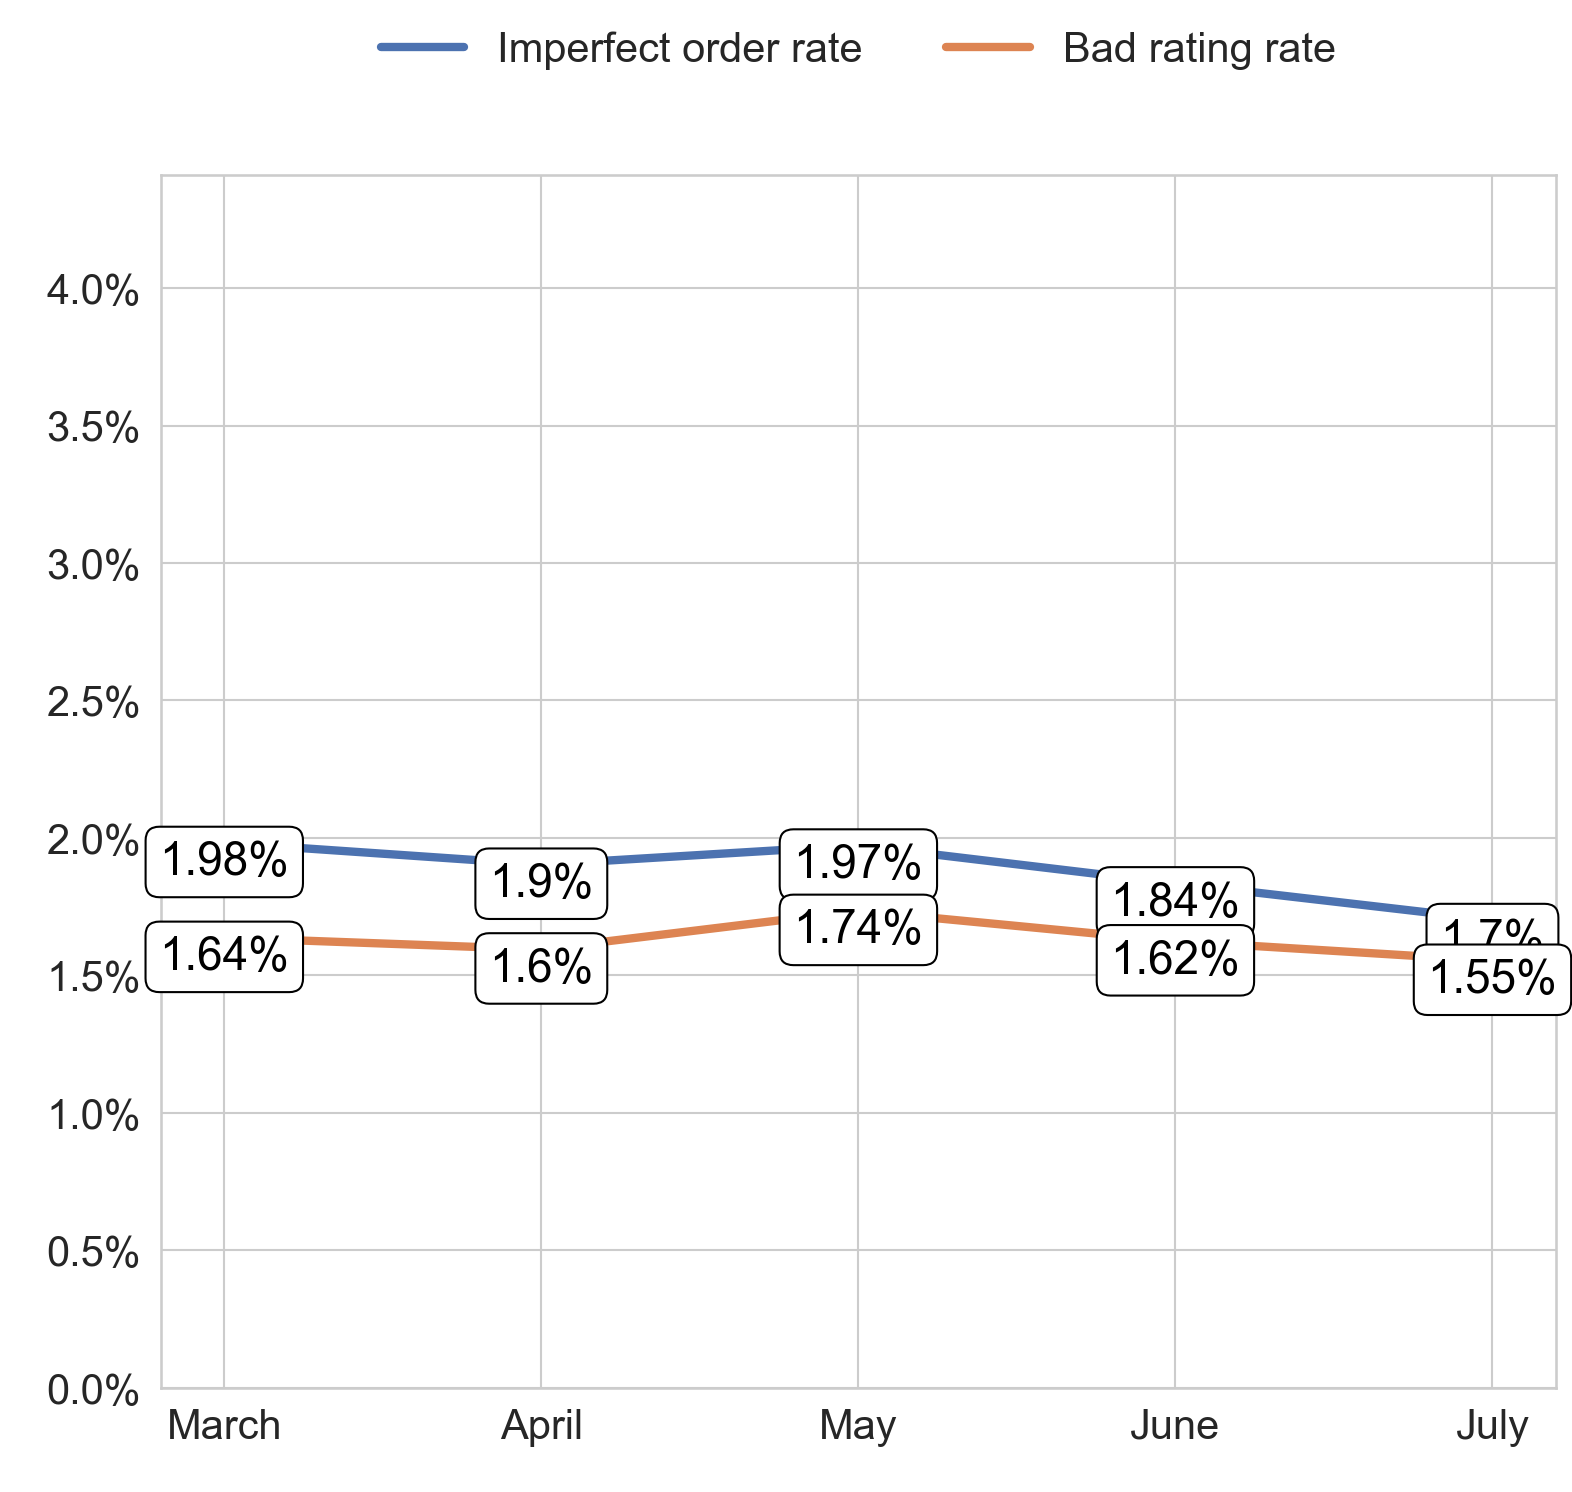 Imperfect order rate
Bad rating rate
4.0%
3.5%
3.0%
2.5%
2.0%
1.5%
1.0%
0.5%
0.0%
1.98%
1.9%
1.97%
1.84%
1.7%
1.64%
1.6%
1.74%
1.62%
1.55%
March
April
May
June
July